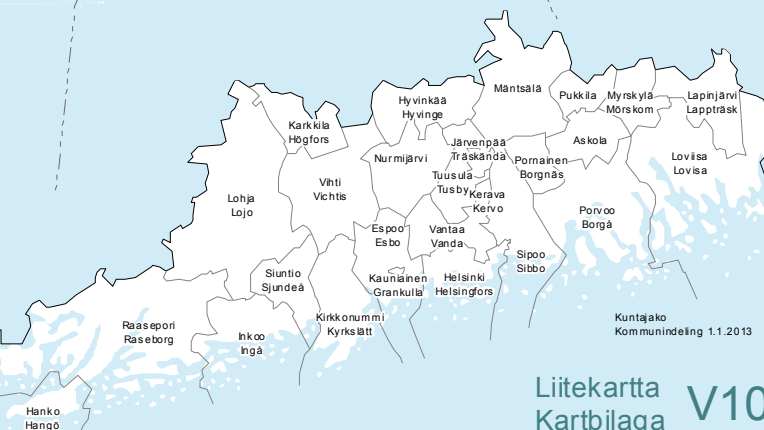 Mäntsälä
Pukkila
Myrskylä
Mörskom
Lapinjärvi
Lappträsk
Hyvinkää
Hyvinge
Karkkila
Högfors
Askola
Järvenpää
Träskända
Nurmijärvi
Pornainen
Borgnäs
Loviisa
Lovisa
Tuusula
Tusby
Vihti
Vichtis
Kerava
Kervo
Lohja
Lojo
Porvoo
Borgå
Espoo
Esbo
Vantaa
Vanda
Sipoo
Sibbo
Siuntio
Sjundeå
Kauniainen
Grankulla
Helsinki
Helsingfors
Kirkkonummi
Kyrkslätt
Raasepori
Raseborg
Inkoo
Ingå
Kuntajako
Kommunindeling 1.1.2013
Hanko
Hangö
Liitekartta
Kartbilaga
V10